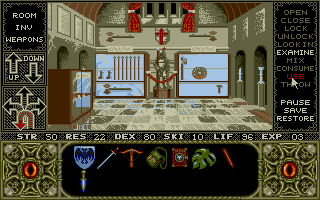 ROOM
INV
WEAPONS
UP
DOWN
OPEN
CLOSE
LOCK
UNLOCK
LOOK IN
EXAMINE
MIX
CONSUME
USE
THROW
PAUSE
SAVE
RESTORE
STR 50 RES 22 DEX 80 SKI 10 LIF 36 EXP 03